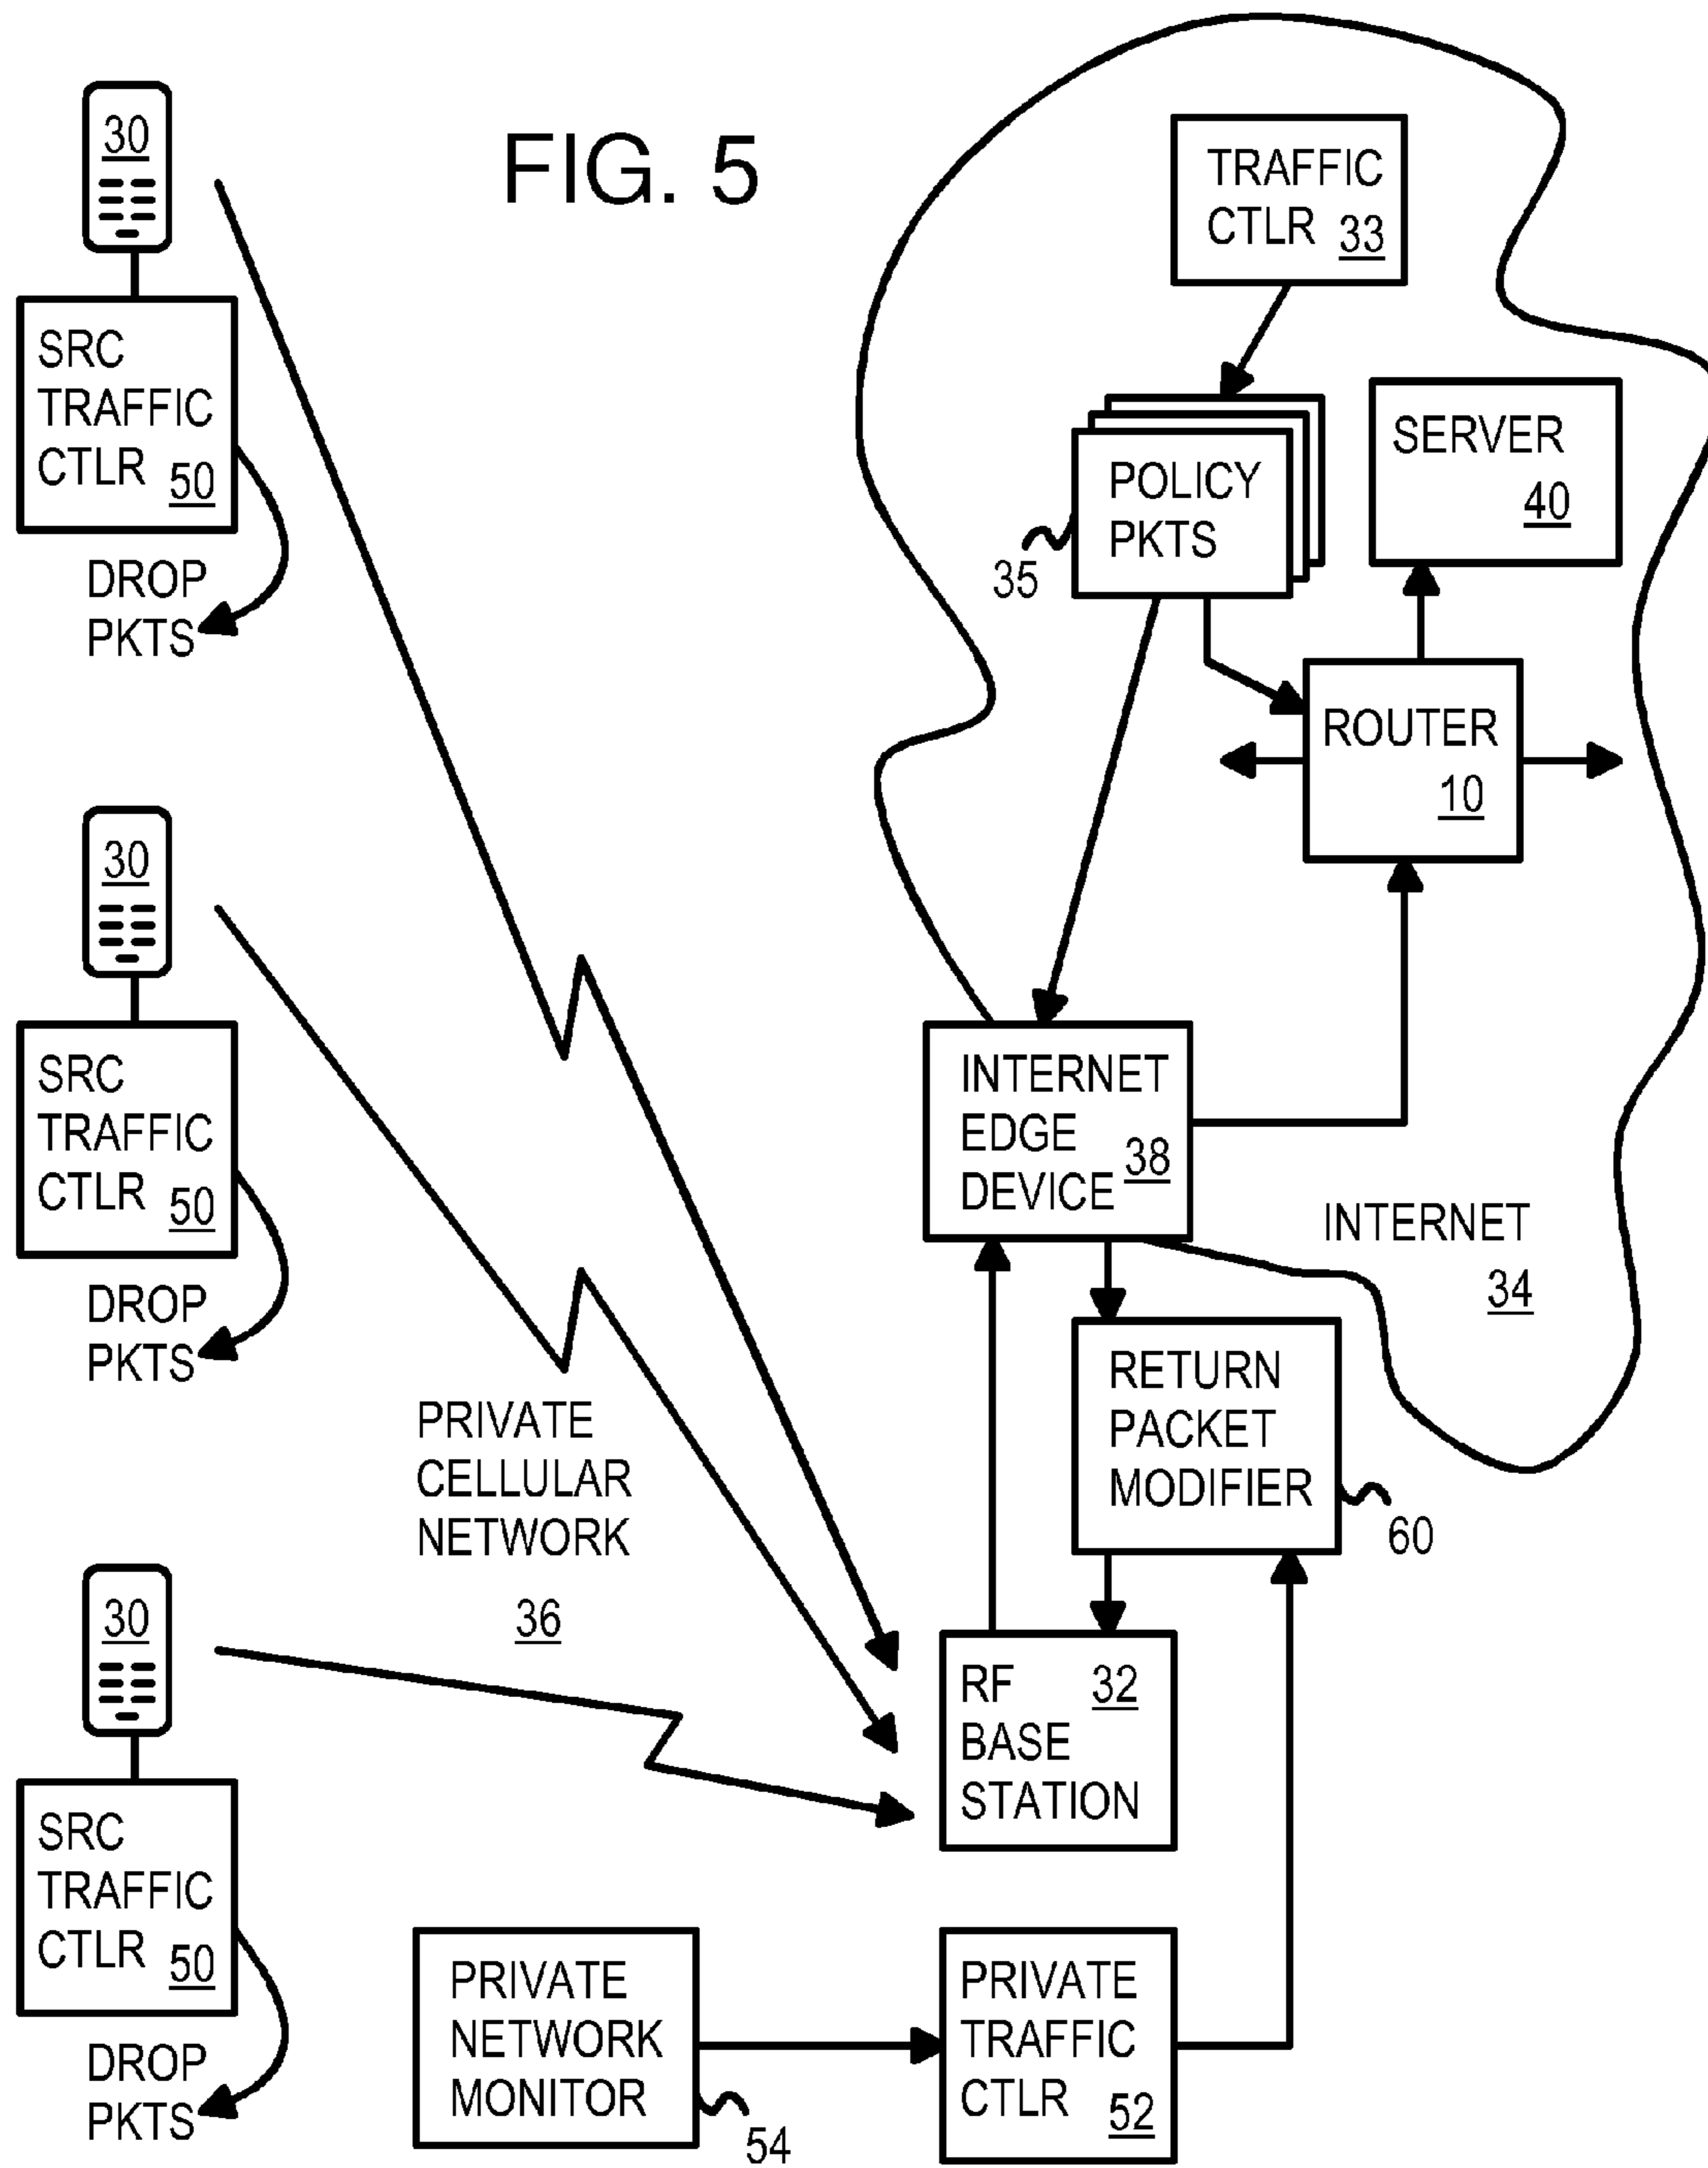 FIG. 5
30
SRC
TRAFFIC
CTLR 50
DROP
PKTS
30
SRC
TRAFFIC
CTLR 50
DROP
PKTS
30
SRC
TRAFFIC
CTLR 50
DROP
PKTS
PRIVATE
CELLULAR
NETWORK
36
TRAFFIC
CTLR 33
POLICY
PKTS
35
SERVER
40
ROUTER
10
INTERNET
EDGE
DEVICE 38
INTERNET
34
RETURN
PACKET
MODIFIER
60
RF 32
BASE
STATION
PRIVATE
NETWORK
MONITOR
54
PRIVATE
TRAFFIC
CTLR 52